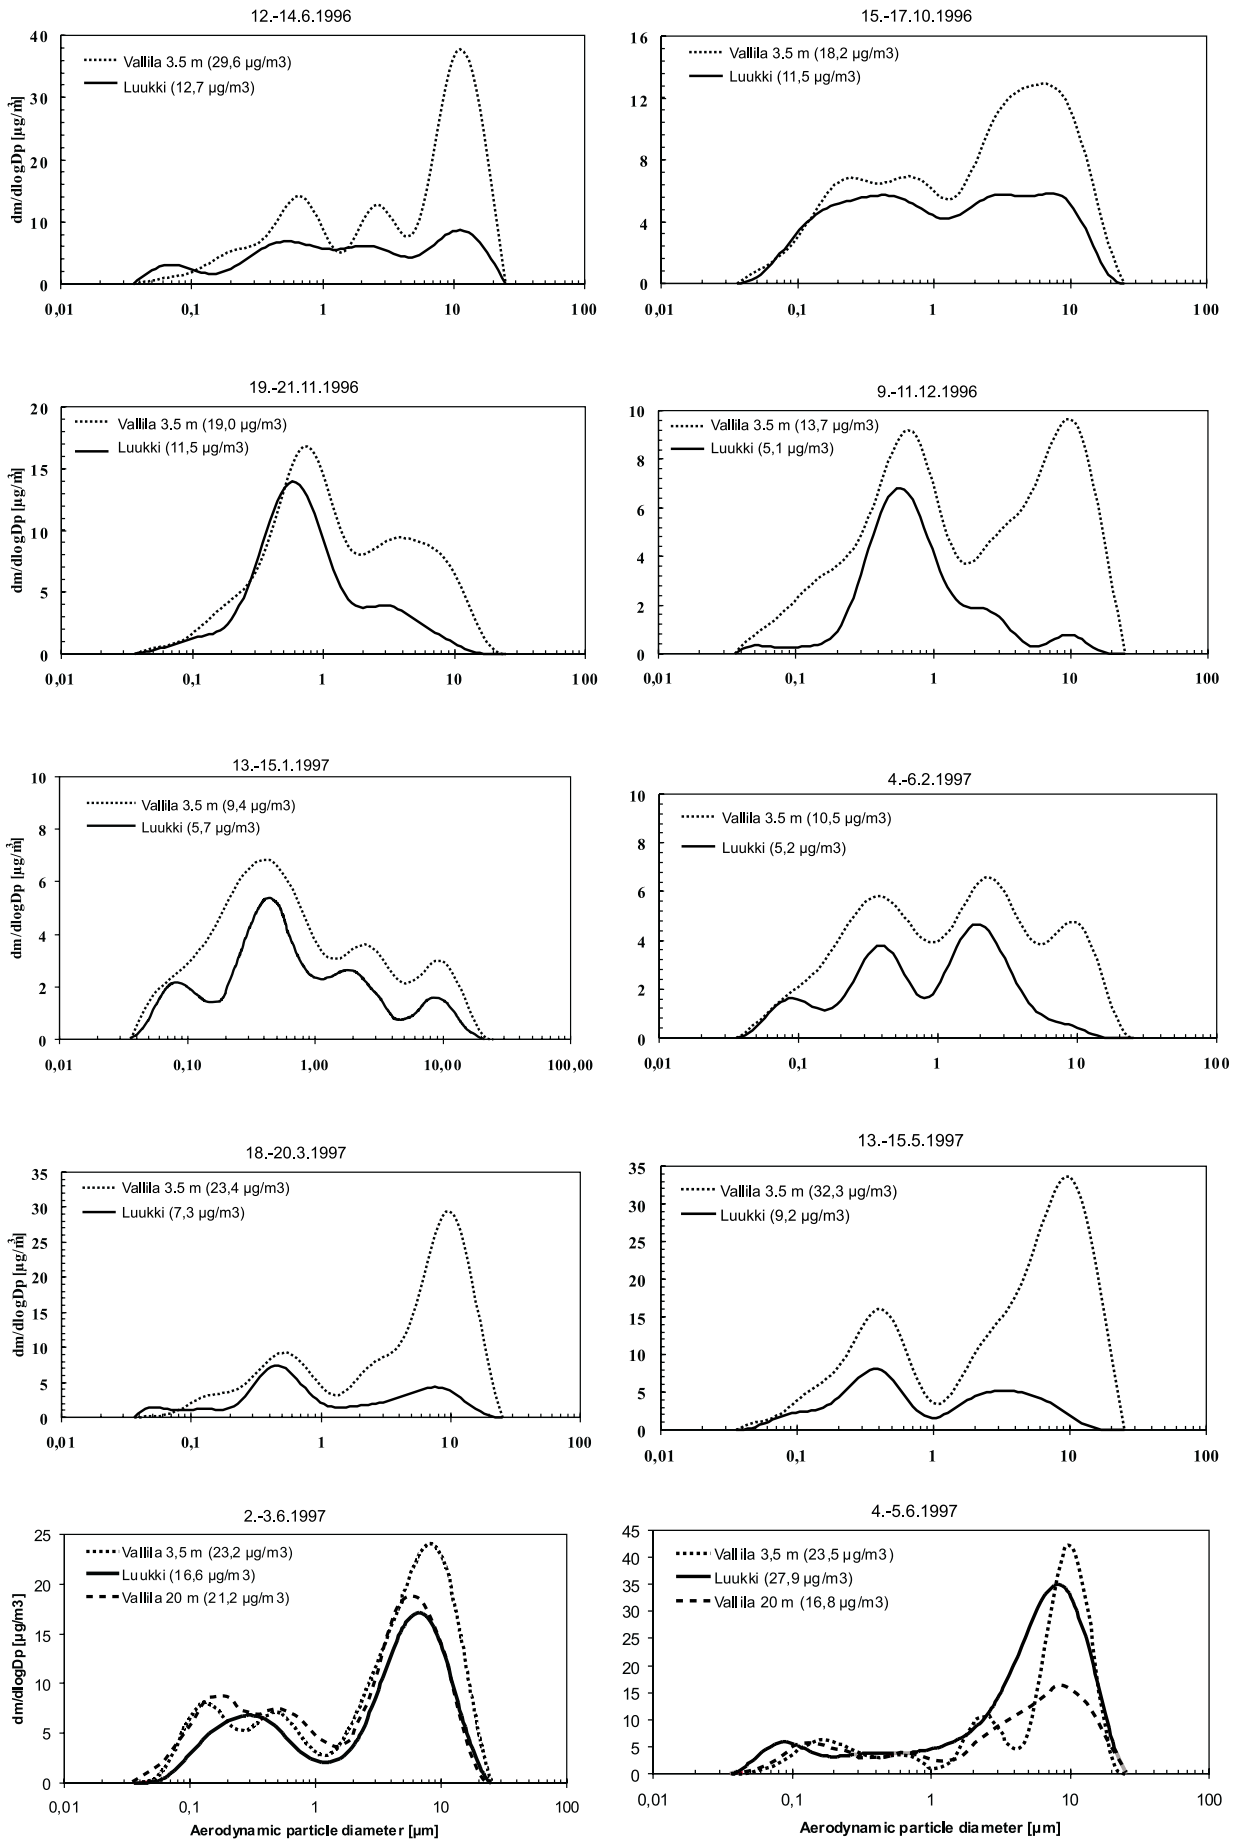 12.-14.6.1996
40
30
20
10
0
dm/dlogDp [µg/m3]
Vallila 3.5 m (29,6 µg/m3)
Luukki (12,7 µg/m3)
0,01 0,1 1 10 100
15.-17.10.1996
16
12
8
4
0
Vallila 3.5 m (18,2 µg/m3)
Luukki (11,5 µg/m3)
0,01 0,1 1 10 100
19.-21.11.1996
20
15
10
5
0
dm/dlogDp [µg/m3]
Vallila 3.5 m (19,0 µg/m3)
Luukki (11,5 µg/m3)
0,01 0,1 1 10 100
9.-11.12.1996
10
8
6
4
2
0
Vallila 3.5 m (13,7 µg/m3)
Luukki (5,1 µg/m3)
0,01 0,1 1 10 100
13.-15.1.1997
10
8
6
4
2
0
dm/dlogDp [µg/m3]
Vallila 3.5 m (9,4 µg/m3)
Luukki (5,7 µg/m3)
0,01 0,10 1,00 10,00 100,00
4.-6.2.1997
10
8
6
4
2
0
Vallila 3.5 m (10,5 µg/m3)
Luukki (5,2 µg/m3)
0,01 0,1 1 10 100
18.-20.3.1997
35
30
25
20
15
10
5
0
dm/dlogDp [µg/m3]
Vallila 3.5 m (23,4 µg/m3)
Luukki (7,3 µg/m3)
0,01 0,1 1 10 100
13.-15.5.1997
35
30
25
20
15
10
5
0
Vallila 3.5 m (32,3 µg/m3)
Luukki (9,2 µg/m3)
0,01 0,1 1 10 100
2.-3.6.1997
25
20
15
10
5
0
dm/dlogDp [µg/m3]
Vallila 3,5 m (23,2 µg/m3)
Luukki (16,6 µg/m3)
Vallila 20 m (21,2 µg/m3)
0,01 0,1 1 10 100
Aerodynamic particle diameter [µm]
4.-5.6.1997
45
40
35
30
25
20
15
10
5
0
Vallila 3,5 m (23,5 µg/m3)
Luukki (27,9 µg/m3)
Vallila 20 m (16,8 µg/m3)
0,01 0,1 1 10 100
Aerodynamic particle diameter [µm]